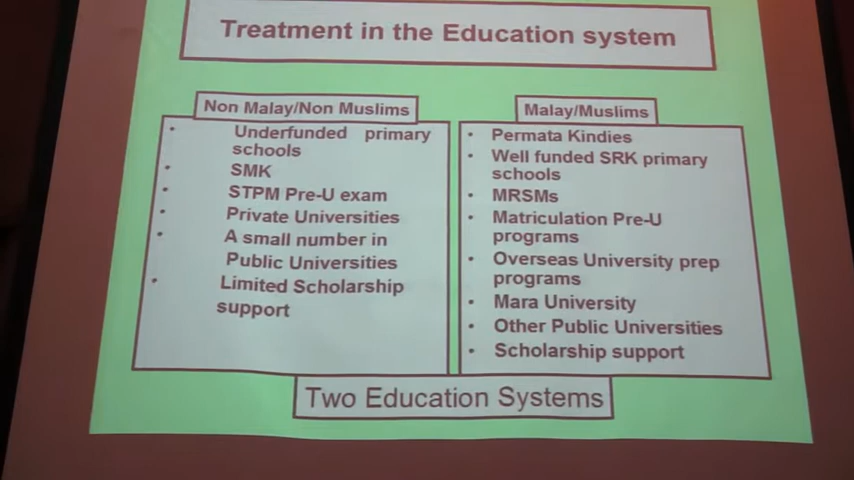 Treatment in the Education system
Non Malay/Non Muslims
• Underfunded primary
schools
• SMK
• STPM Pre-U exam
• Private Universities
• A small number in
Public Universities
• Limited Scholarship
support
Malay/Muslims
• Permata Kindies
• Well funded SRK primary
schools
• MRSMs
• Matriculation Pre-U
programs
• Overseas University prep
programs
• Mara University
• Other Public Universities
• Scholarship support
Two Education Systems